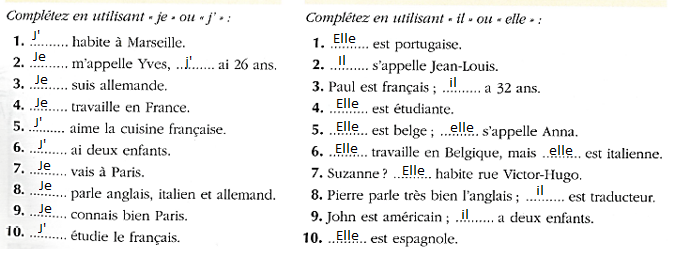 Complétez en utilisant « je » ou « j' » :
1. J' habite à Marseille.
2. Je m'appelle Yves, j' ai 26 ans.
3. Je suis allemande.
4. Je travaille en France.
5. J' aime la cuisine française.
6. J' ai deux enfants.
7. Je vais à Paris.
8. Je parle anglais, italien et allemand.
9. Je connais bien Paris.
10. J' étudie le français.
Complétez en utilisant « il » ou « elle » :
1. Elle est portugaise.
2. Il s'appelle Jean-Louis.
3. Paul est français ; il a 32 ans.
4. Elle est étudiante.
5. Elle est belge ; elle s'appelle Anna.
6. Elle travaille en Belgique, mais elle est italienne.
7. Suzanne ? Elle habite rue Victor-Hugo.
8. Pierre parle très bien l'anglais ; il est traducteur.
9. John est américain ; il a deux enfants.
10. Elle est espagnole.